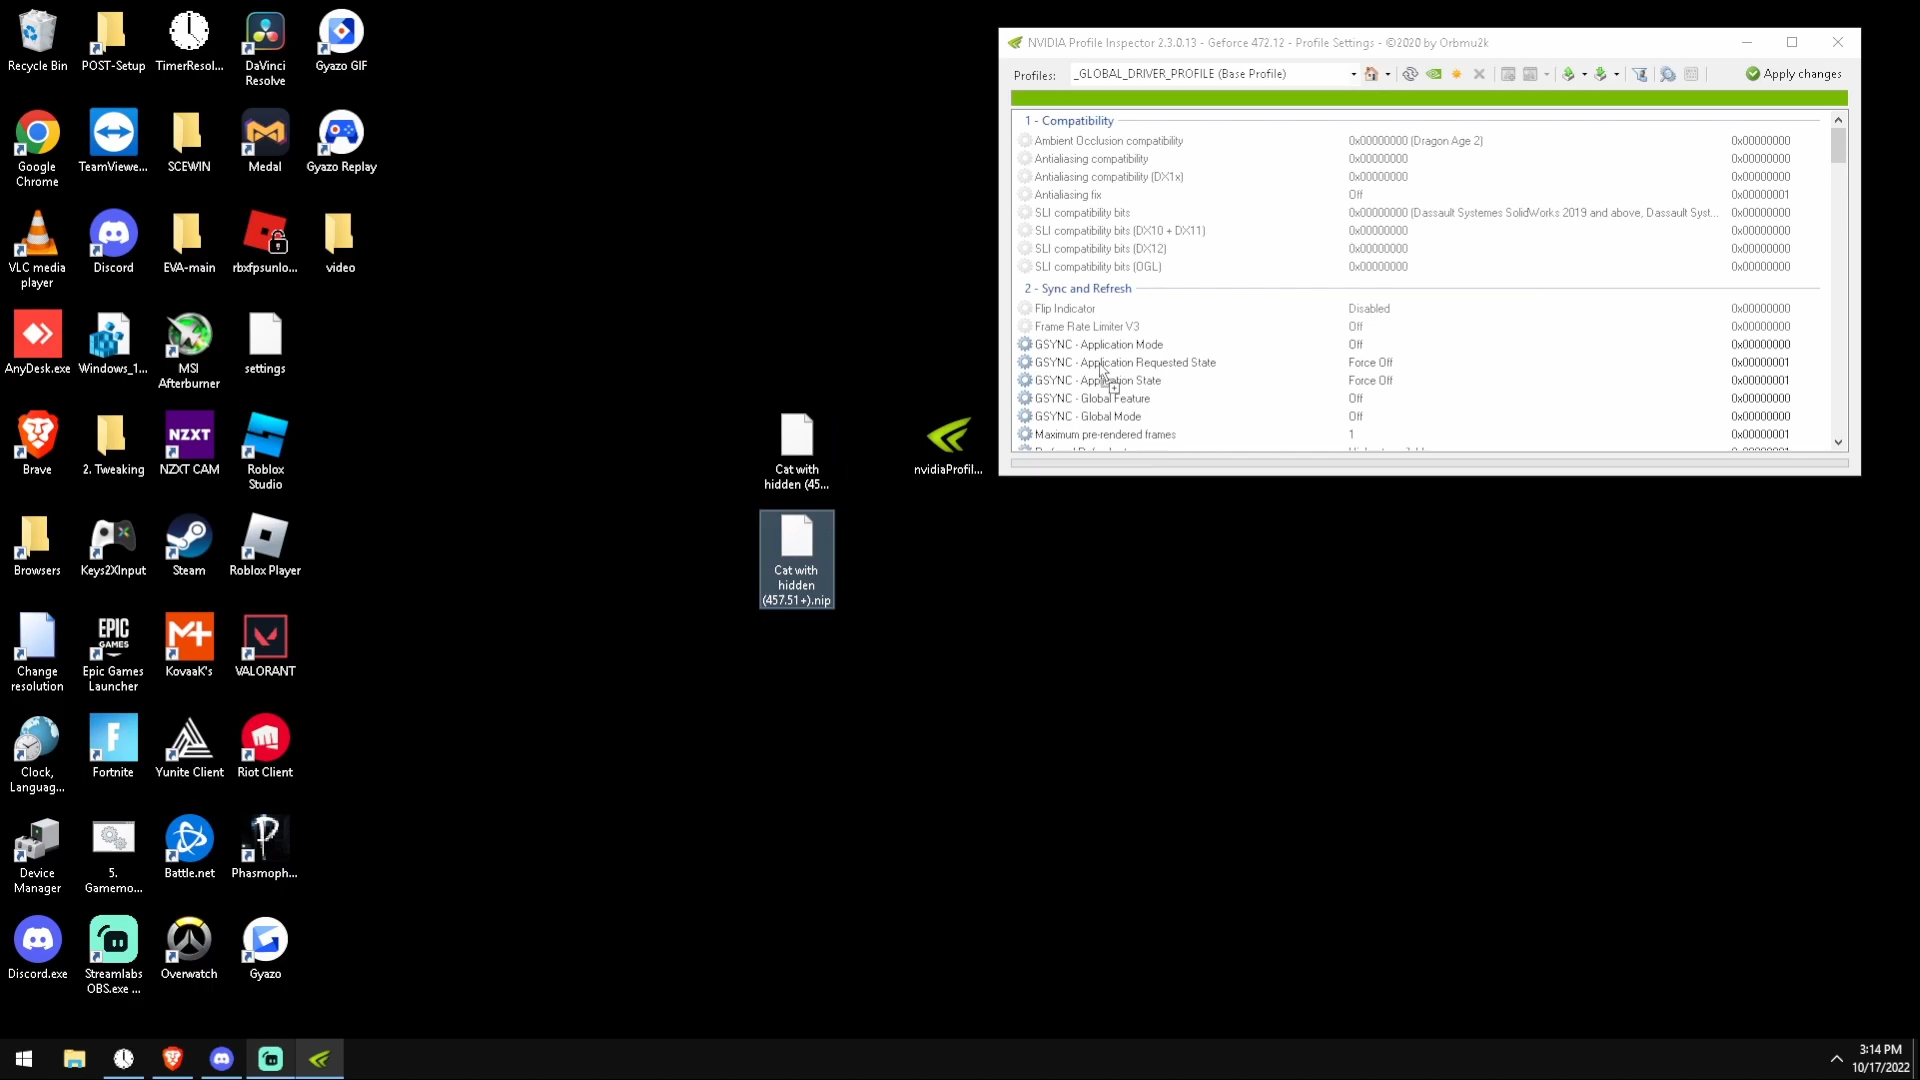 Recycle Bin
POST-Setup
TimerResol...
DaVinci
Resolve
Gyazo GIF
Google
Chrome
TeamViewe...
SCEWIN
Medal
Gyazo Replay
VLC media
player
Discord
EVA-main
rbxfpsunlo...
video
AnyDesk.exe
Windows_1...
MSI
Afterburner
settings
Brave
2. Tweaking
NZXT
NZXT CAM
Roblox
Studio
Browsers
Keys2XInput
Steam
Roblox Player
Change
resolution
EPIC
GAMES
Epic Games
Launcher
KovaaK's
VALORANT
Clock,
Languag...
Fortnite
Yunite Client
Riot Client
Device
Manager
5.
Gamemo...
Battle.net
Phasmoph...
Discord.exe
Streamlabs
OBS.exe ...
Overwatch
Gyazo
Cat with
hidden (45...
nvidiaProfil...
Cat with
hidden
(457.51+).nip
NVIDIA Profile Inspector 2.3.0.13 - Geforce 472.12 - Profile Settings - ©2020 by Orbmu2k
Profiles: _GLOBAL_DRIVER_PROFILE (Base Profile) Apply changes
1 - Compatibility
Ambient Occlusion compatibility 0x00000000 (Dragon Age 2) 0x00000000
Antialiasing compatibility 0x00000000 0x00000000
Antialiasing compatibility (DX1x) 0x00000000 0x00000000
Antialiasing fix Off 0x00000001
SLI compatibility bits 0x00000000 (Dassault Systemes SolidWorks 2019 and above, Dassault Syst... 0x00000000
SLI compatibility bits (DX10 + DX11) 0x00000000 0x00000000
SLI compatibility bits (DX12) 0x00000000 0x00000000
SLI compatibility bits (OGL) 0x00000000 0x00000000
2 - Sync and Refresh
Flip Indicator Disabled 0x00000000
Frame Rate Limiter V3 Off 0x00000000
GSYNC - Application Mode Off 0x00000000
GSYNC - Application Requested State Force Off 0x00000001
GSYNC - Application State Force Off 0x00000001
GSYNC - Global Feature Off 0x00000000
GSYNC - Global Mode Off 0x00000000
Maximum pre-rendered frames 1 0x00000001
3:14 PM
10/17/2022